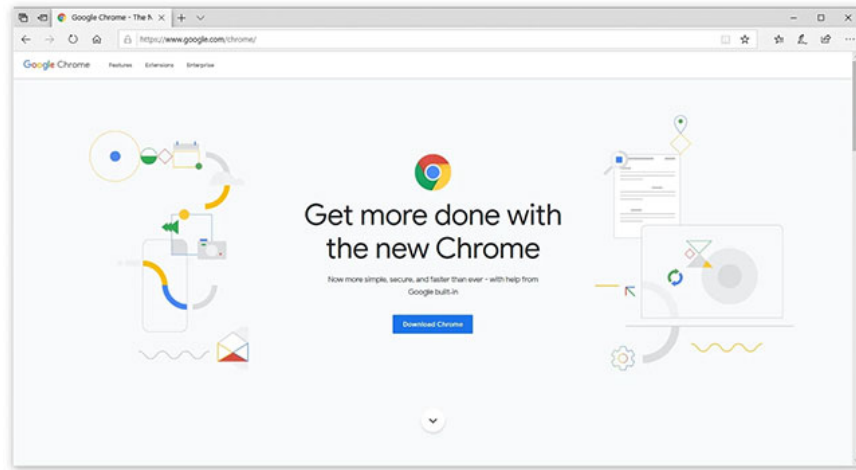 Google Chrome - The N
https://www.google.com/chrome/
Google Chrome Features Extensions Enterprise
Get more done with
the new Chrome
Now more simple, secure, and faster than ever - with help from
Google built-in
Download Chrome